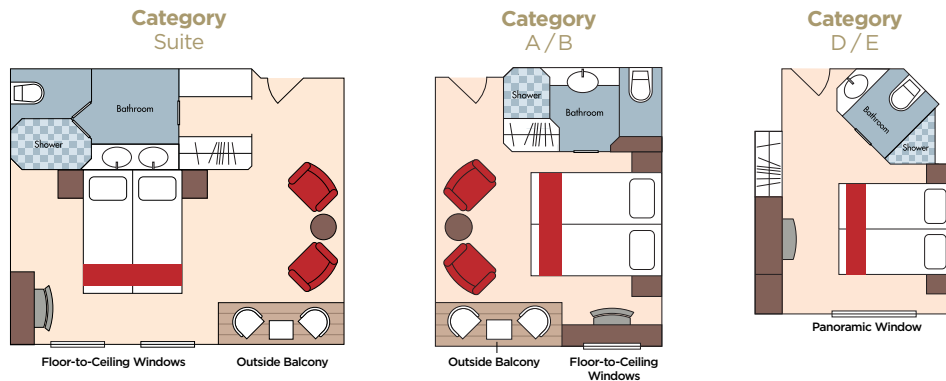 Category
Suite
Bathroom
Shower
Floor-to-Ceiling Windows
Outside Balcony
Category
A / B
Shower
Bathroom
Outside Balcony
Floor-to-Ceiling
Windows
Category
D / E
Bathroom
Shower
Panoramic Window